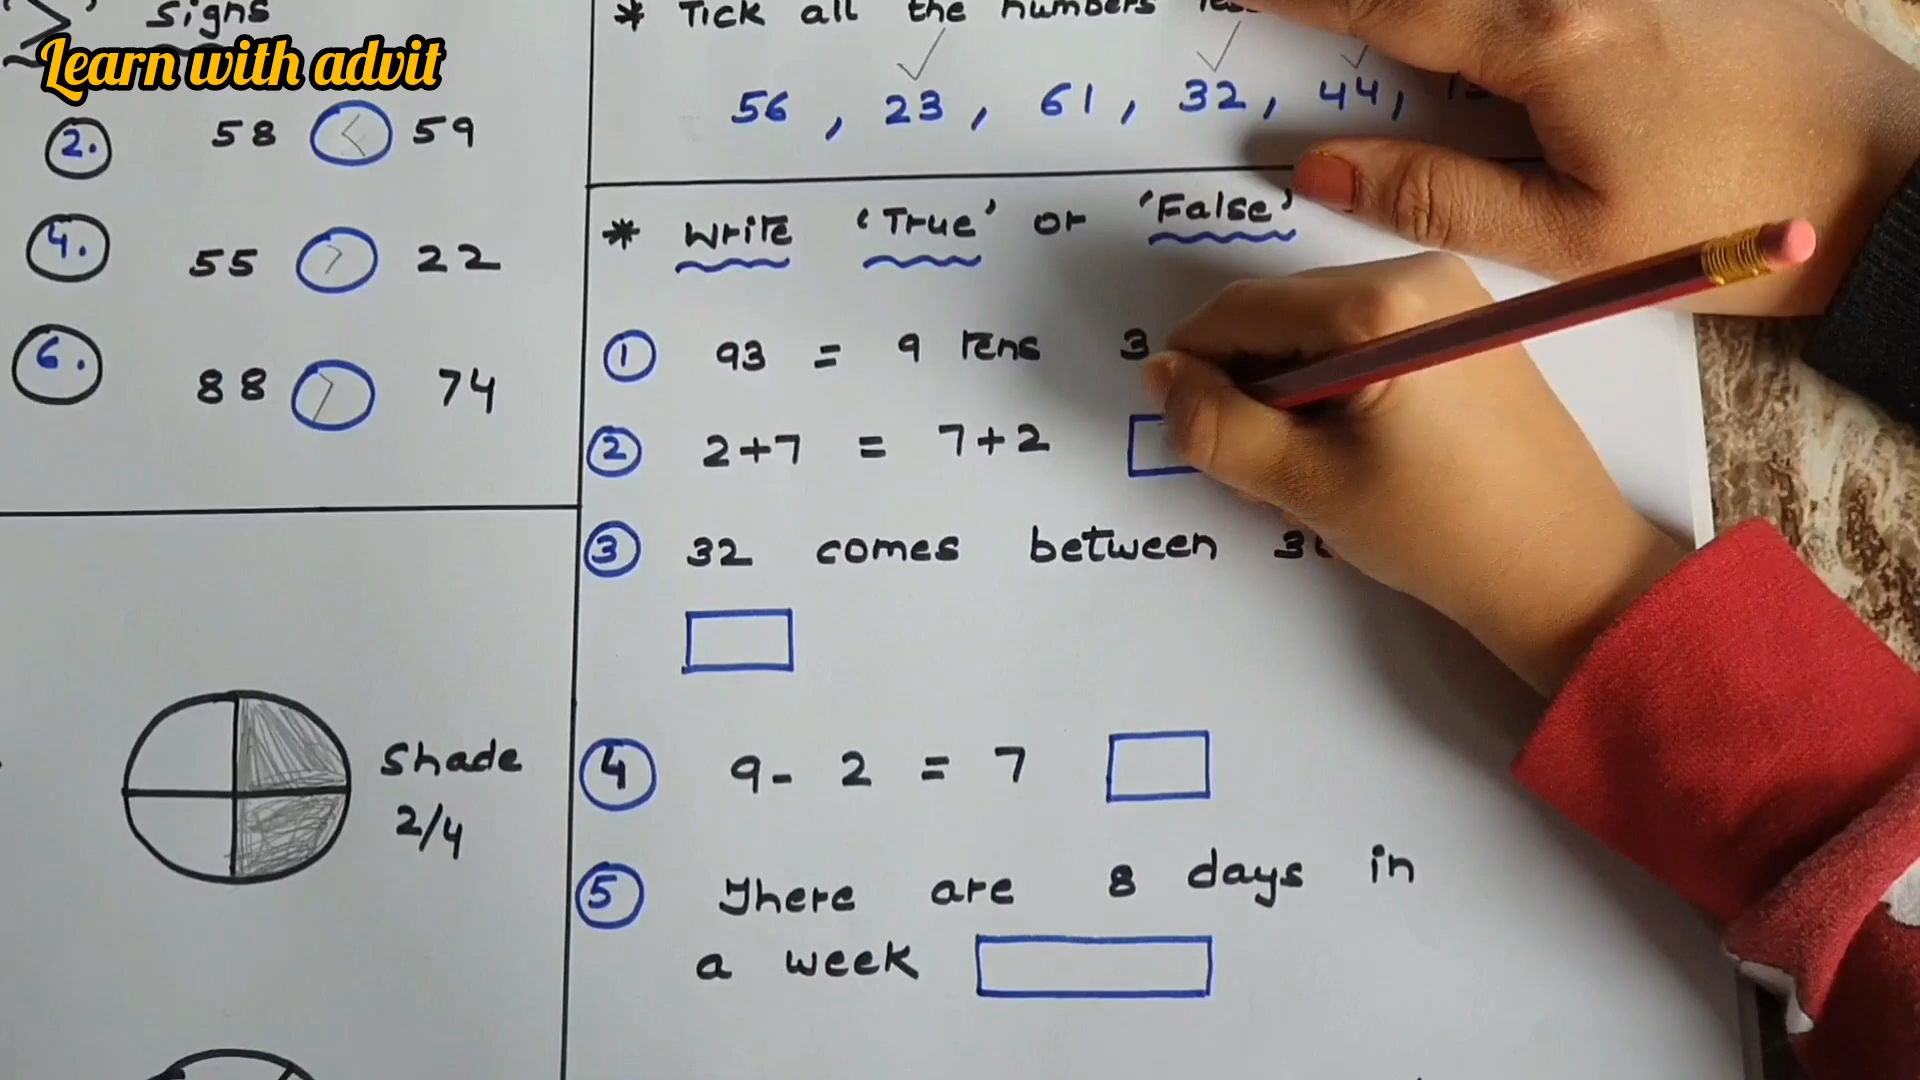 '>' Signs
Learn with advit
2. 58 < 59
4. 55 > 22
6. 88 > 74
Shade
2/4
* Tick all the numbers
56 , 23 , 61 , 32 , 44 ,
* Write 'True' or 'False'
1 93 = 9 tens 3
2 2+7 = 7+2
3 32 comes between
4 9 - 2 = 7
5 There are 8 days in
a week